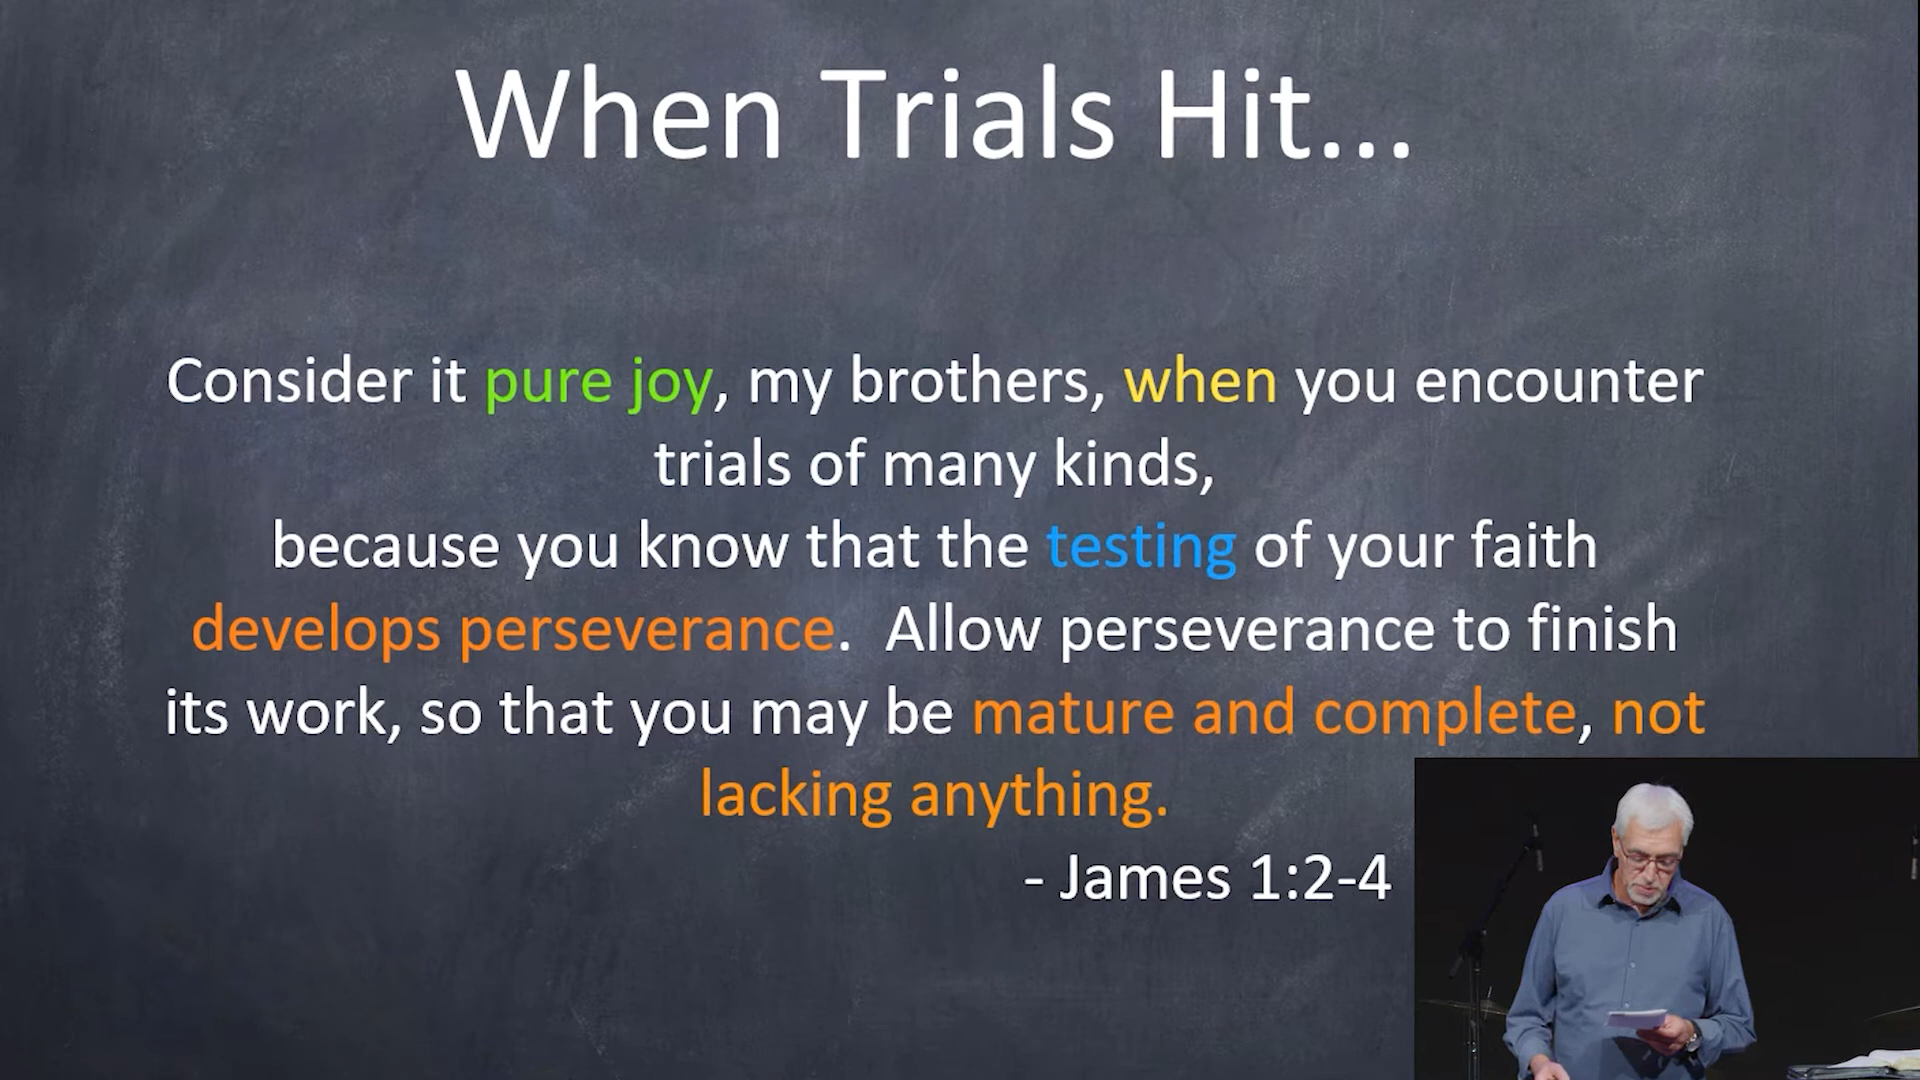 When Trials Hit...
Consider it pure joy, my brothers, when you encounter
trials of many kinds,
because you know that the testing of your faith
develops perseverance.  Allow perseverance to finish
its work, so that you may be mature and complete, not
lacking anything.
- James 1:2-4